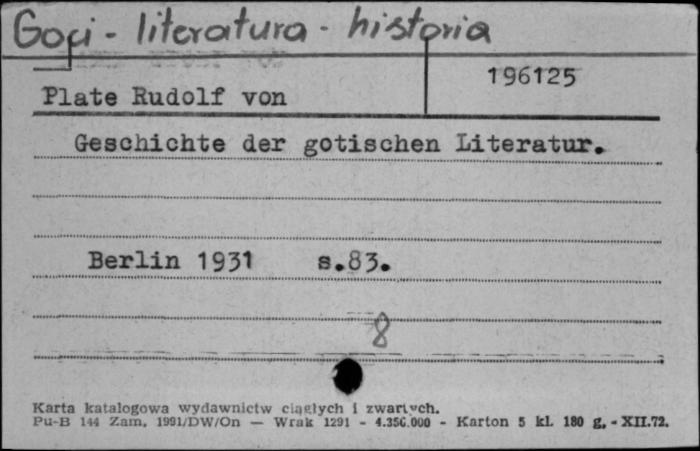 Goci - literatura - historia
196125
Plate Rudolf von
Geschichte der gotischen Literatur.
Berlin 1931 s.83.
8
Karta katalogowa wydawnictw ciągłych i zwartych.
Pu-B 144 Zam. 1991/DW/On — Wrak 1291 - 4.356.000 - Karton 5 kl. 180 g. - XII.72.